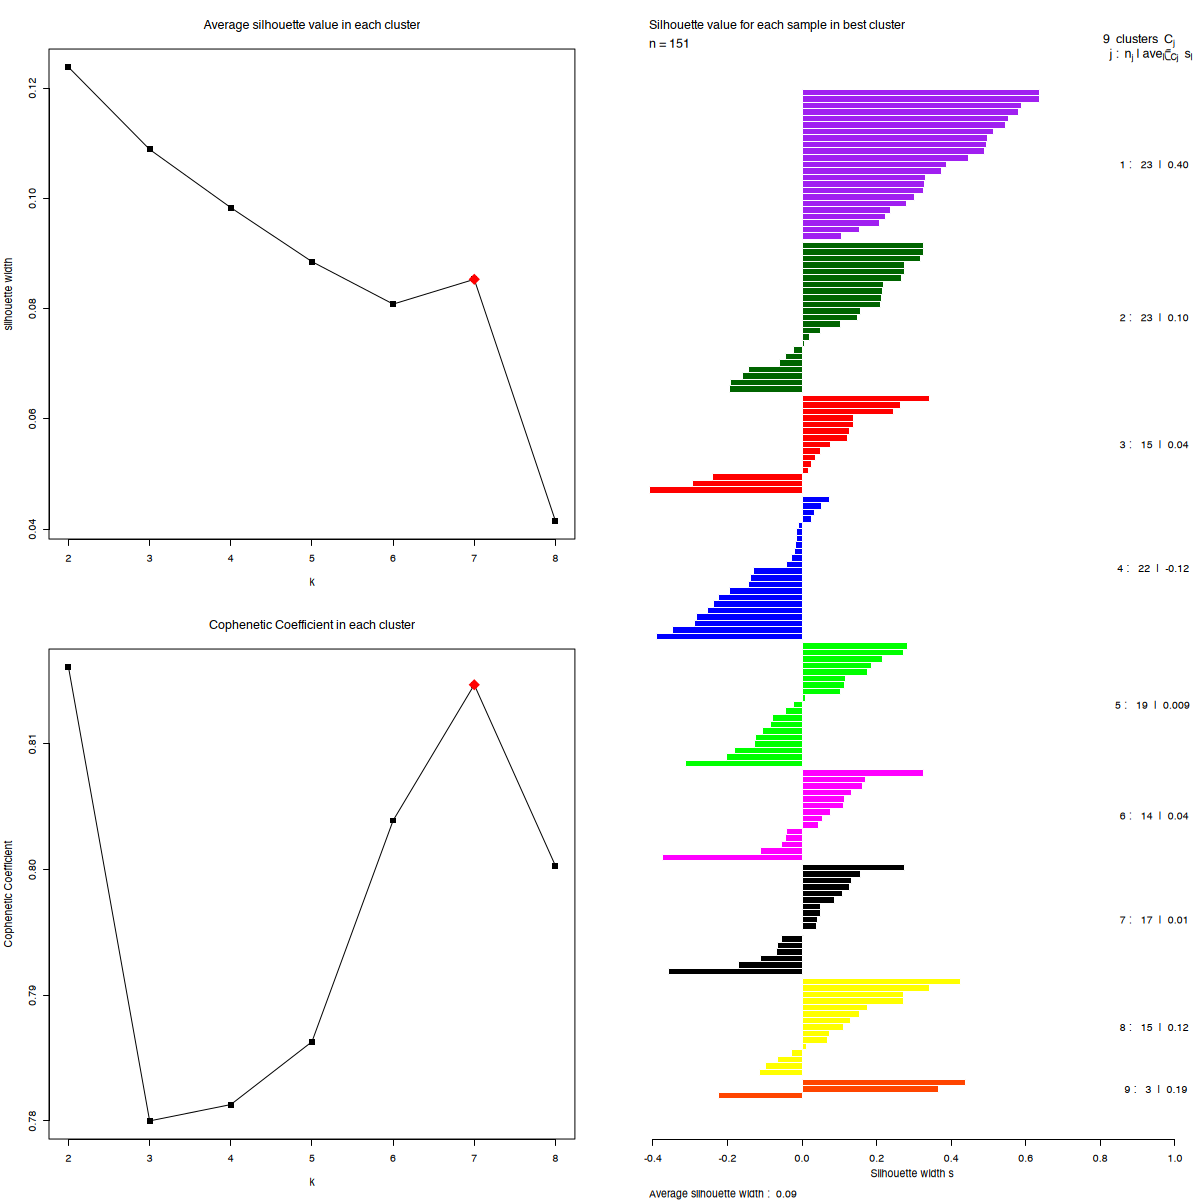 Average silhouette value in each cluster
silhouette width
0.12
0.10
0.08
0.06
0.04
2 3 4 5 6 7 8
k
Cophenetic Coefficient in each cluster
Cophenetic Coefficient
0.81
0.80
0.79
0.78
2 3 4 5 6 7 8
k
Silhouette value for each sample in best cluster
n = 151
9 clusters Cj
j : nj | avei∈Cj si
1 : 23 | 0.40
2 : 23 | 0.10
3 : 15 | 0.04
4 : 22 | -0.12
5 : 19 | 0.009
6 : 14 | 0.04
7 : 17 | 0.01
8 : 15 | 0.12
9 : 3 | 0.19
-0.4 -0.2 0.0 0.2 0.4 0.6 0.8 1.0
Silhouette width s
Average silhouette width : 0.09